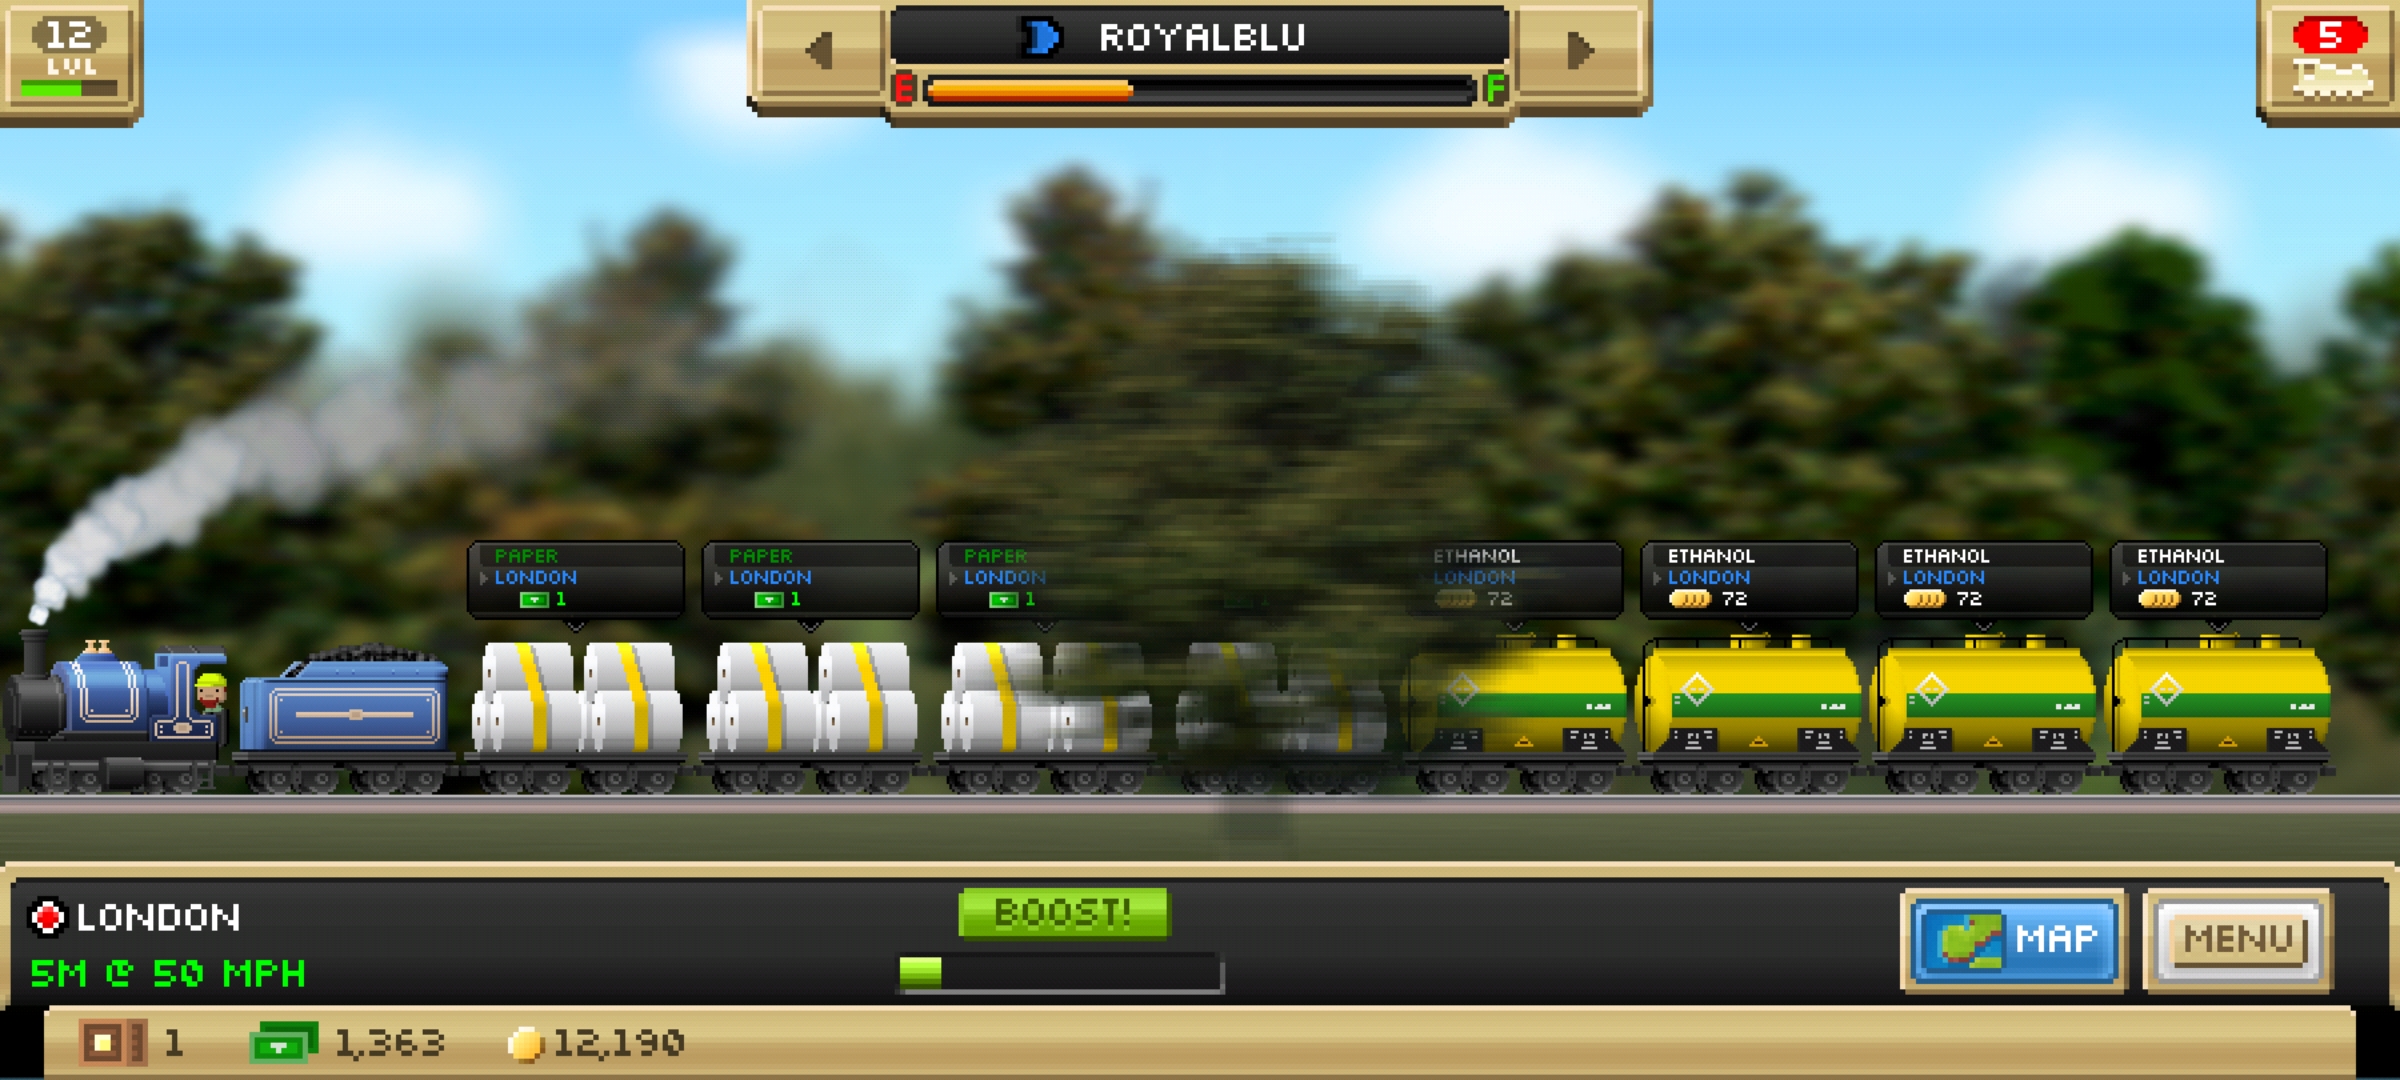 12
LVL
ROYALBLU
E F
5
PAPER
LONDON
1
PAPER
LONDON
1
PAPER
LONDON
1
ETHANOL
LONDON
72
ETHANOL
LONDON
72
ETHANOL
LONDON
72
ETHANOL
LONDON
72
LONDON
5M @ 50 MPH
BOOST!
MAP
MENU
1
1,363
12,190